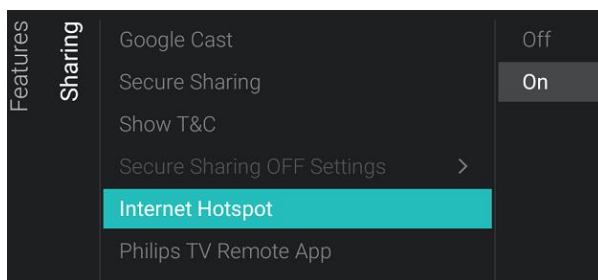 Features
Sharing
Google Cast
Secure Sharing
Show T&C
Secure Sharing OFF Settings >
Internet Hotspot
Philips TV Remote App
Off
On